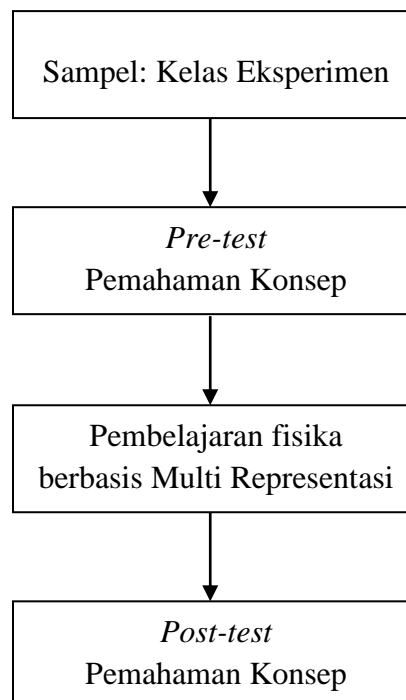 Sampel: Kelas Eksperimen
Pre-test
Pemahaman Konsep
Pembelajaran fisika
berbasis Multi Representasi
Post-test
Pemahaman Konsep